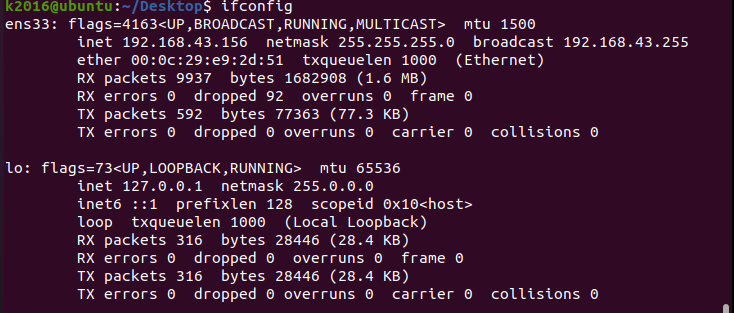 k2016@ubuntu:~/Desktop$ ifconfig
ens33: flags=4163<UP,BROADCAST,RUNNING,MULTICAST>  mtu 1500
        inet 192.168.43.156  netmask 255.255.255.0  broadcast 192.168.43.255
        ether 00:0c:29:e9:2d:51  txqueuelen 1000  (Ethernet)
        RX packets 9937  bytes 1682908 (1.6 MB)
        RX errors 0  dropped 92  overruns 0  frame 0
        TX packets 592  bytes 77363 (77.3 KB)
        TX errors 0  dropped 0 overruns 0  carrier 0  collisions 0

lo: flags=73<UP,LOOPBACK,RUNNING>  mtu 65536
        inet 127.0.0.1  netmask 255.0.0.0
        inet6 ::1  prefixlen 128  scopeid 0x10<host>
        loop  txqueuelen 1000  (Local Loopback)
        RX packets 316  bytes 28446 (28.4 KB)
        RX errors 0  dropped 0  overruns 0  frame 0
        TX packets 316  bytes 28446 (28.4 KB)
        TX errors 0  dropped 0 overruns 0  carrier 0  collisions 0